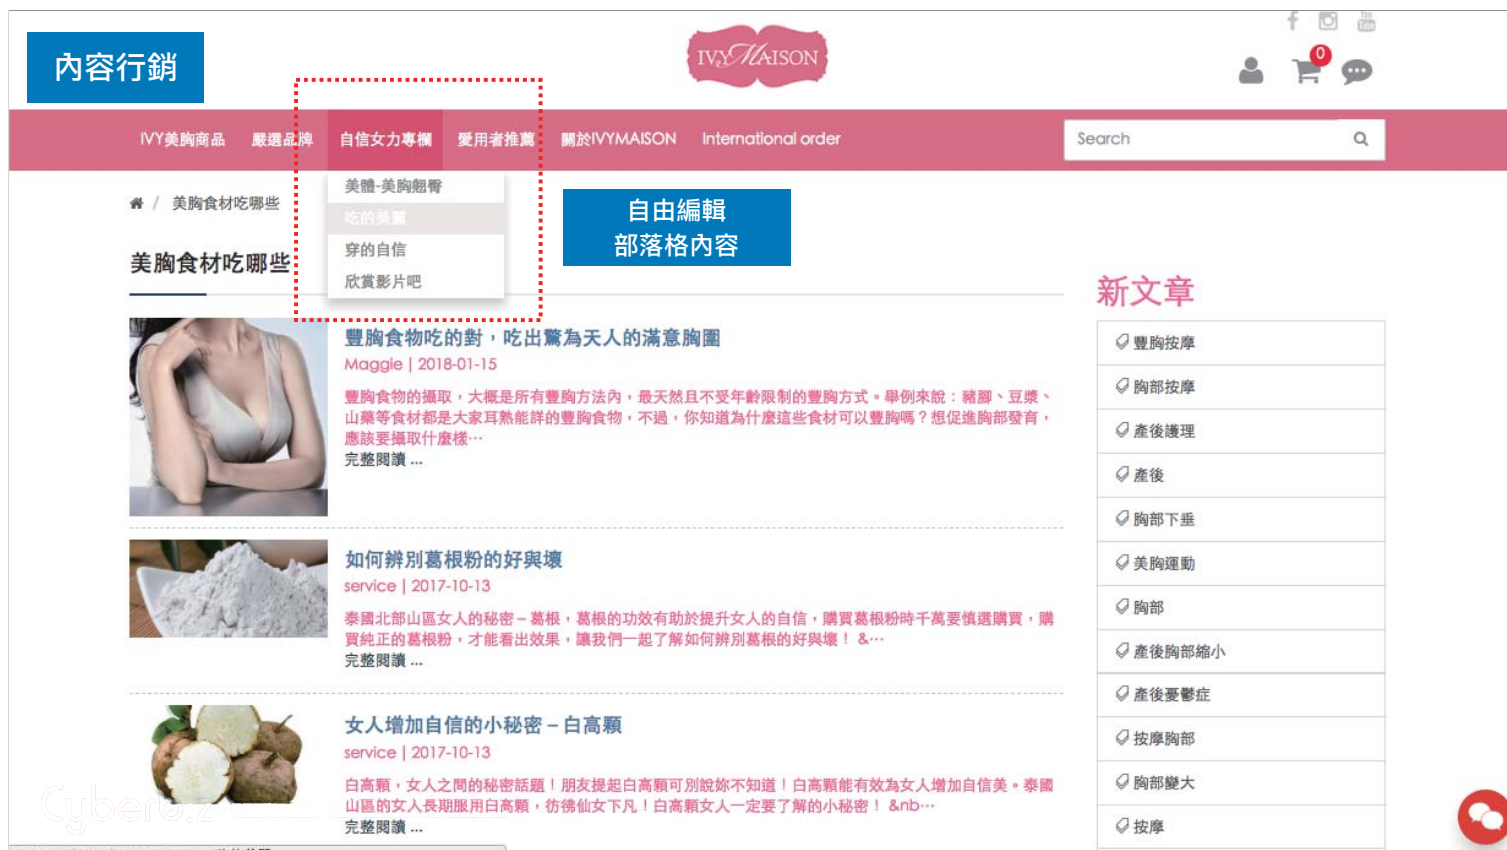 內容行銷
IVY MAISON
You
Tube
0
IVY美胸商品
嚴選品牌
自信女力專欄
愛用者推薦
關於IVYMAISON
International order
Search
美體-美胸翹臀
吃的美麗
穿的自信
欣賞影片吧
自由編輯
部落格內容
/ 美胸食材吃哪些
美胸食材吃哪些
豐胸食物吃的對，吃出驚為天人的滿意胸圍
Maggie | 2018-01-15
豐胸食物的攝取，大概是所有豐胸方法內，最天然且不受年齡限制的豐胸方式。舉例來說：豬腳、豆漿、
山藥等食材都是大家耳熟能詳的豐胸食物，不過，你知道為什麼這些食材可以豐胸嗎？想促進胸部發育，
應該要攝取什麼樣…
完整閱讀 ...
如何辨別葛根粉的好與壞
service | 2017-10-13
泰國北部山區女人的秘密 – 葛根，葛根的功效有助於提升女人的自信，購買葛根粉時千萬要慎選購買，購
買純正的葛根粉，才能看出效果，讓我們一起了解如何辨別葛根的好與壞！ &…
完整閱讀 ...
女人增加自信的小秘密 – 白高顆
service | 2017-10-13
白高顆，女人之間的秘密話題！朋友提起白高顆可別說妳不知道！白高顆能有效為女人增加自信美。泰國
山區的女人長期服用白高顆，彷彿仙女下凡！白高顆女人一定要了解的小秘密！ &nb…
完整閱讀 ...
新文章
豐胸按摩
胸部按摩
產後護理
產後
胸部下垂
美胸運動
胸部
產後胸部縮小
產後憂鬱症
按摩胸部
胸部變大
按摩